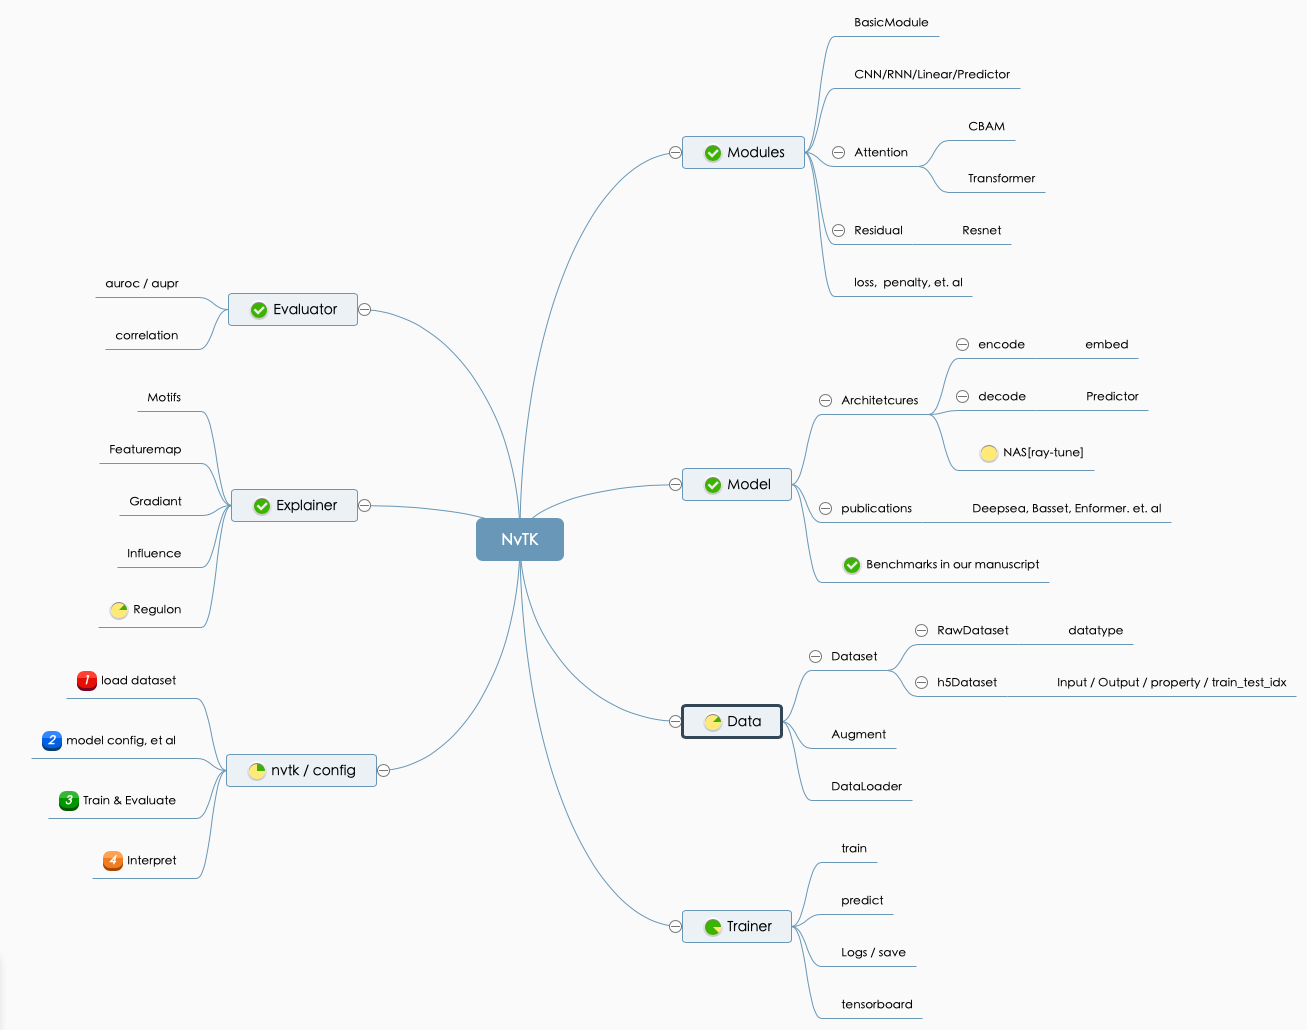 NvTK
Modules
BasicModule
CNN/RNN/Linear/Predictor
Attention
CBAM
Transformer
Residual
Resnet
loss, penalty, et. al
Model
Architetcures
encode
embed
decode
Predictor
NAS[ray-tune]
publications
Deepsea, Basset, Enformer. et. al
Benchmarks in our manuscript
Data
Dataset
RawDataset
datatype
h5Dataset
Input / Output / property / train_test_idx
Augment
DataLoader
Trainer
train
predict
Logs / save
tensorboard
Evaluator
auroc / aupr
correlation
Explainer
Motifs
Featuremap
Gradiant
Influence
Regulon
nvtk / config
1 load dataset
2 model config, et al
3 Train & Evaluate
4 Interpret